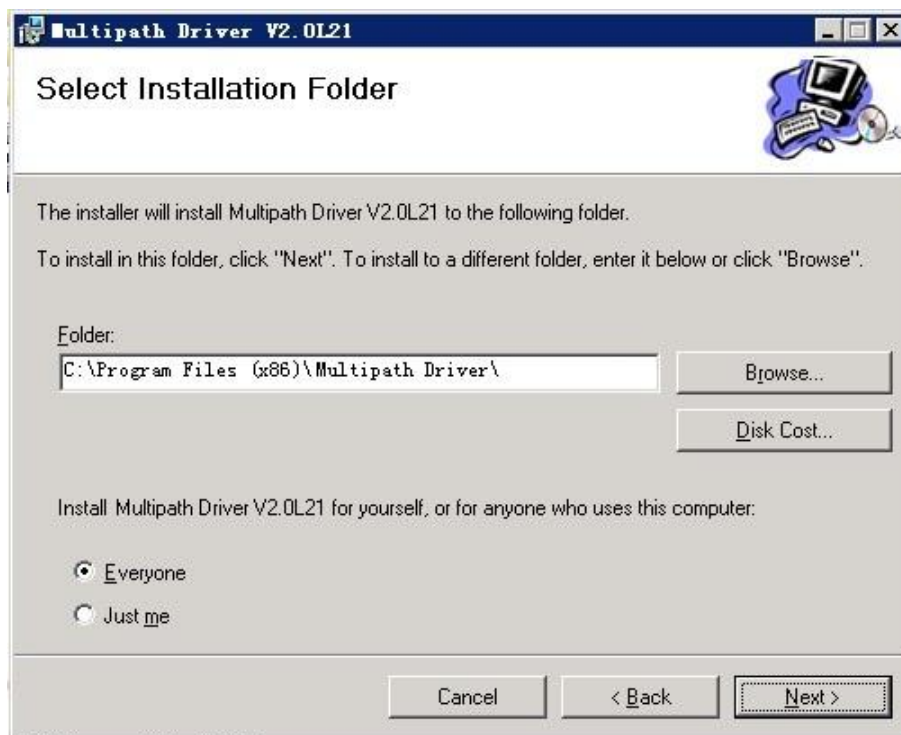 Multipath Driver V2.0L21
Select Installation Folder
The installer will install Multipath Driver V2.0L21 to the following folder.
To install in this folder, click "Next". To install to a different folder, enter it below or click "Browse".
Folder:
C:\Program Files (x86)\Multipath Driver\
Browse...
Disk Cost...
Install Multipath Driver V2.0L21 for yourself, or for anyone who uses this computer:
Everyone
Just me
Cancel
< Back
Next >